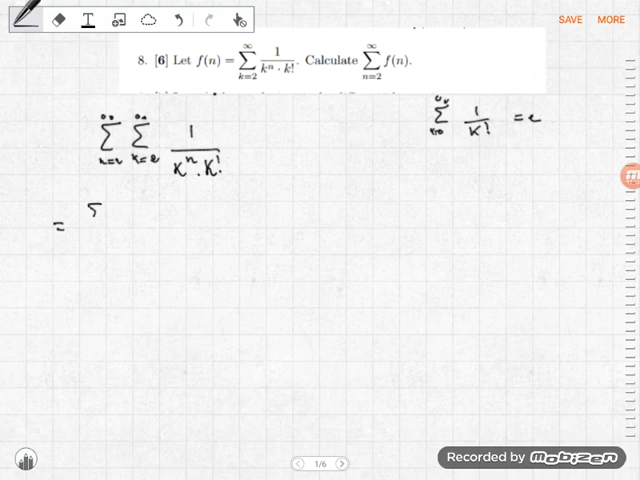 SAVE MORE
8. [6] Let f(n) = ∑_{k=2}^{∞} 1/(k^n · k!). Calculate ∑_{n=2}^{∞} f(n).
∑_{n=2}^{∞} ∑_{k=2}^{∞} 1/(k^n · k!)
∑_{k=0}^{∞} 1/k! = e
=
1/6
Recorded by Mobizen